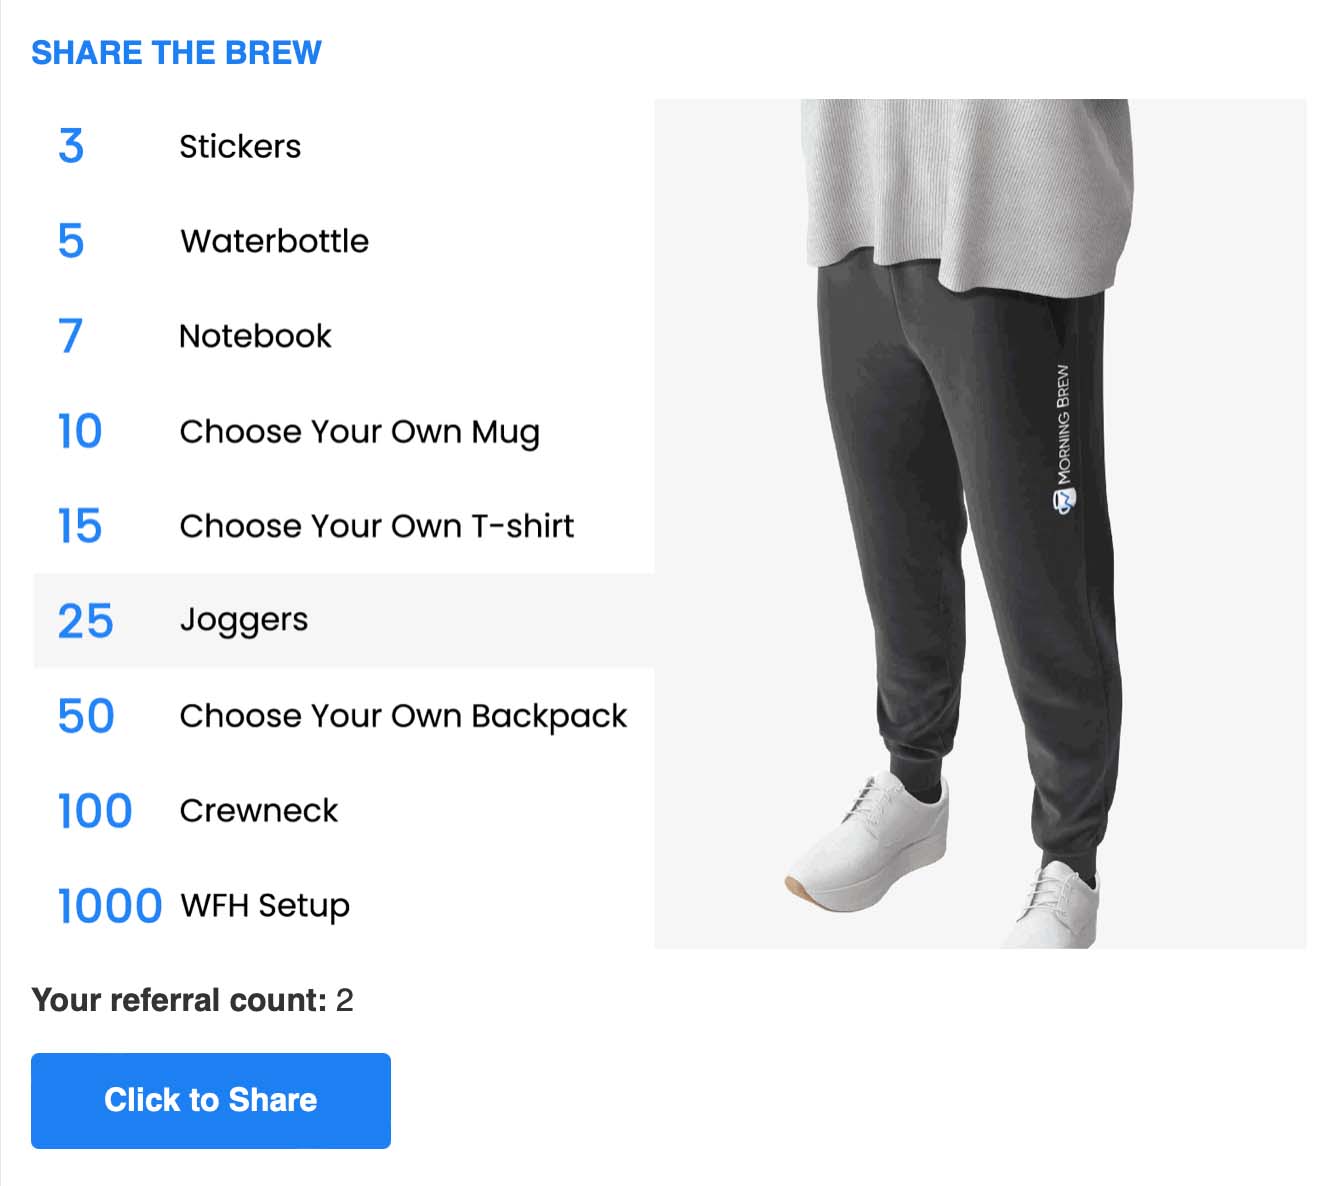 SHARE THE BREW
3 Stickers
5 Waterbottle
7 Notebook
10 Choose Your Own Mug
15 Choose Your Own T-shirt
25 Joggers
50 Choose Your Own Backpack
100 Crewneck
1000 WFH Setup
MORNING BREW
Your referral count: 2
Click to Share